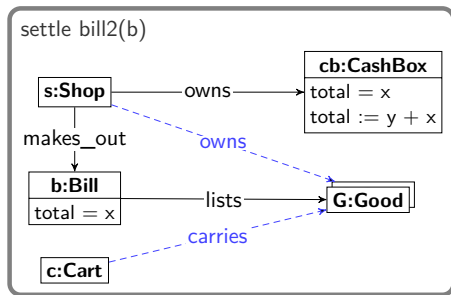 settle bill2(b)
cb:CashBox
s:Shop
owns
total = x
total := y + x
makes_out
owns
b:Bill
total = x
lists
G:Good
carries
c:Cart